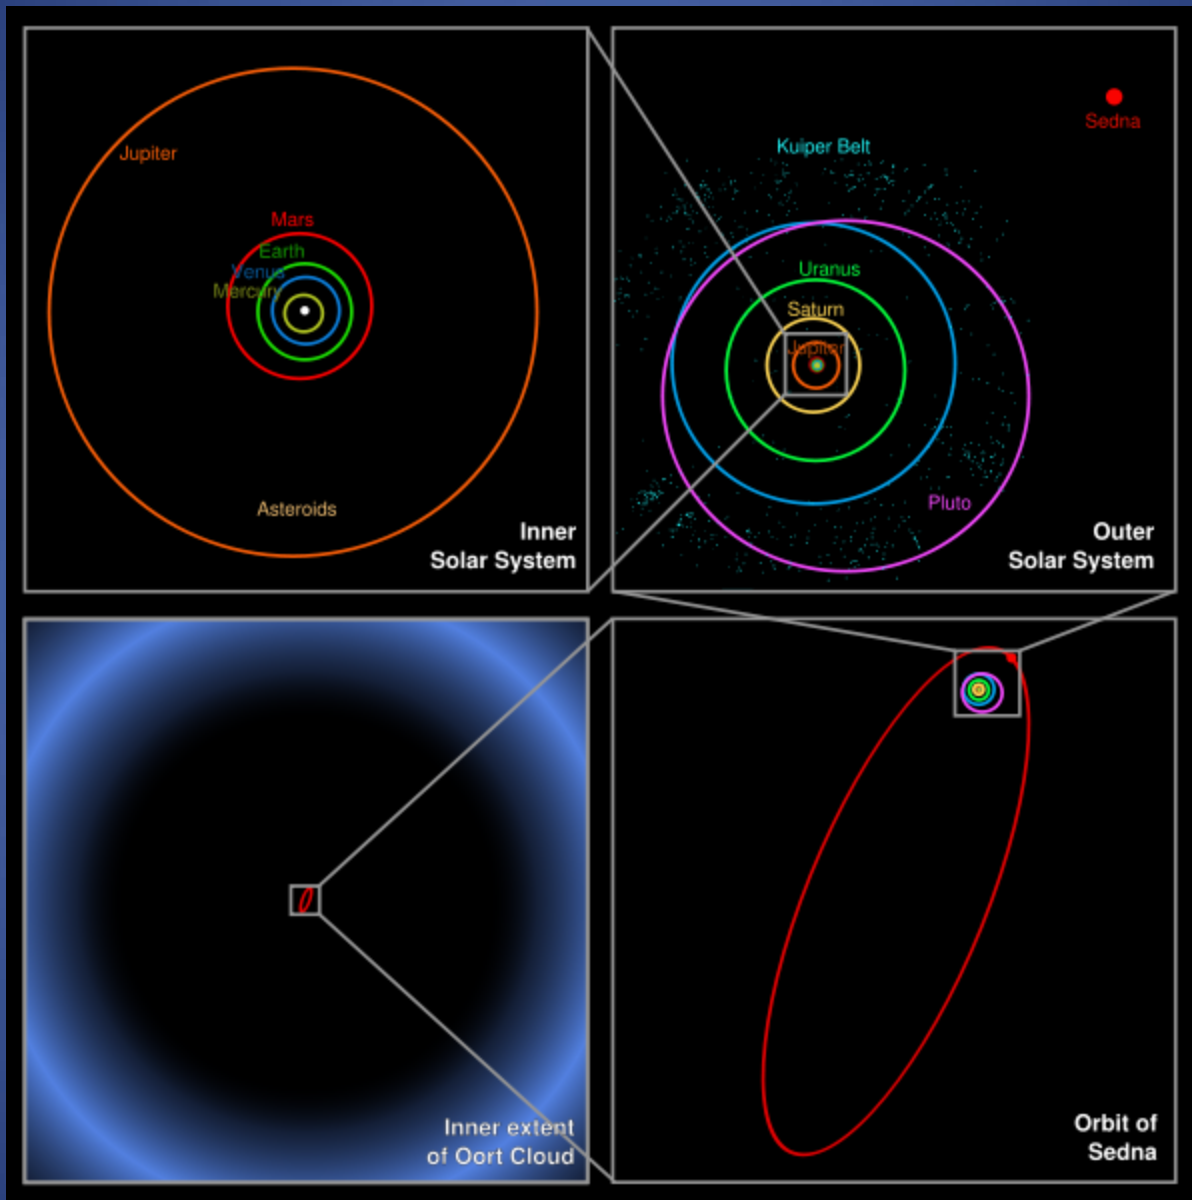 Jupiter
Mars
Earth
Venus
Mercury
Asteroids
Inner
Solar System
Sedna
Kuiper Belt
Uranus
Saturn
Jupiter
Pluto
Outer
Solar System
Inner extent
of Oort Cloud
Orbit of
Sedna